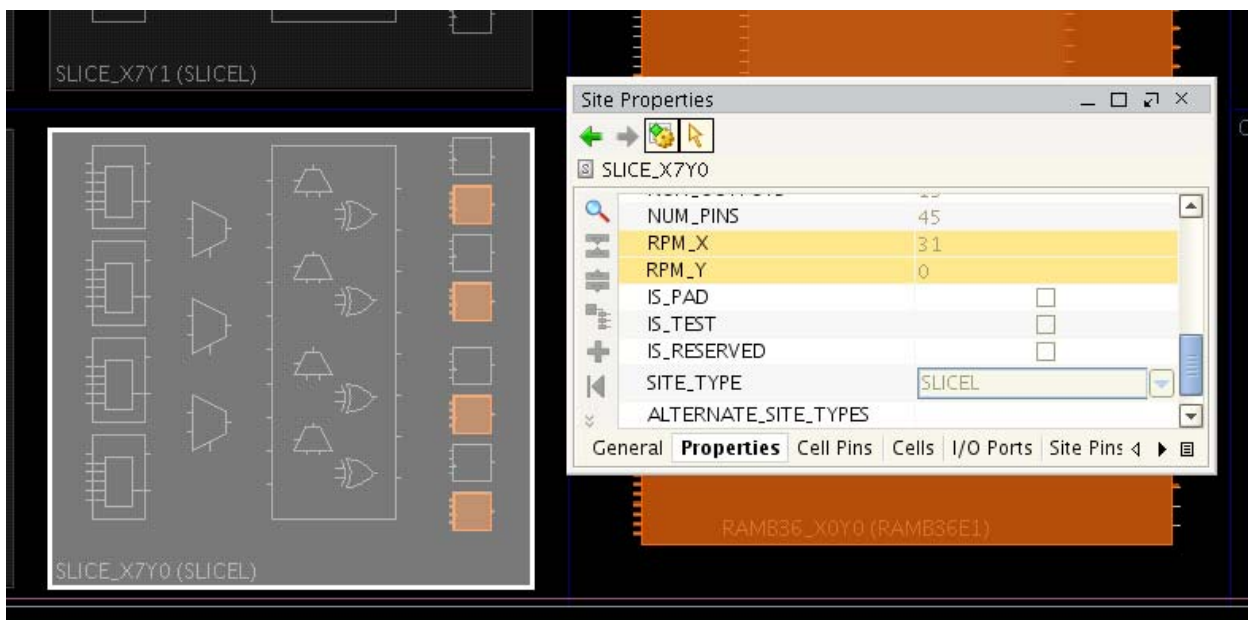 SLICE_X7Y1 (SLICEL)
Site Properties
SLICE_X7Y0
NUM_PINS 45
RPM_X 31
RPM_Y 0
IS_PAD
IS_TEST
IS_RESERVED
SITE_TYPE SLICEL
ALTERNATE_SITE_TYPES
General Properties Cell Pins Cells I/O Ports Site Pins
RAMB36_X0Y0 (RAMB36E1)
SLICE_X7Y0 (SLICEL)